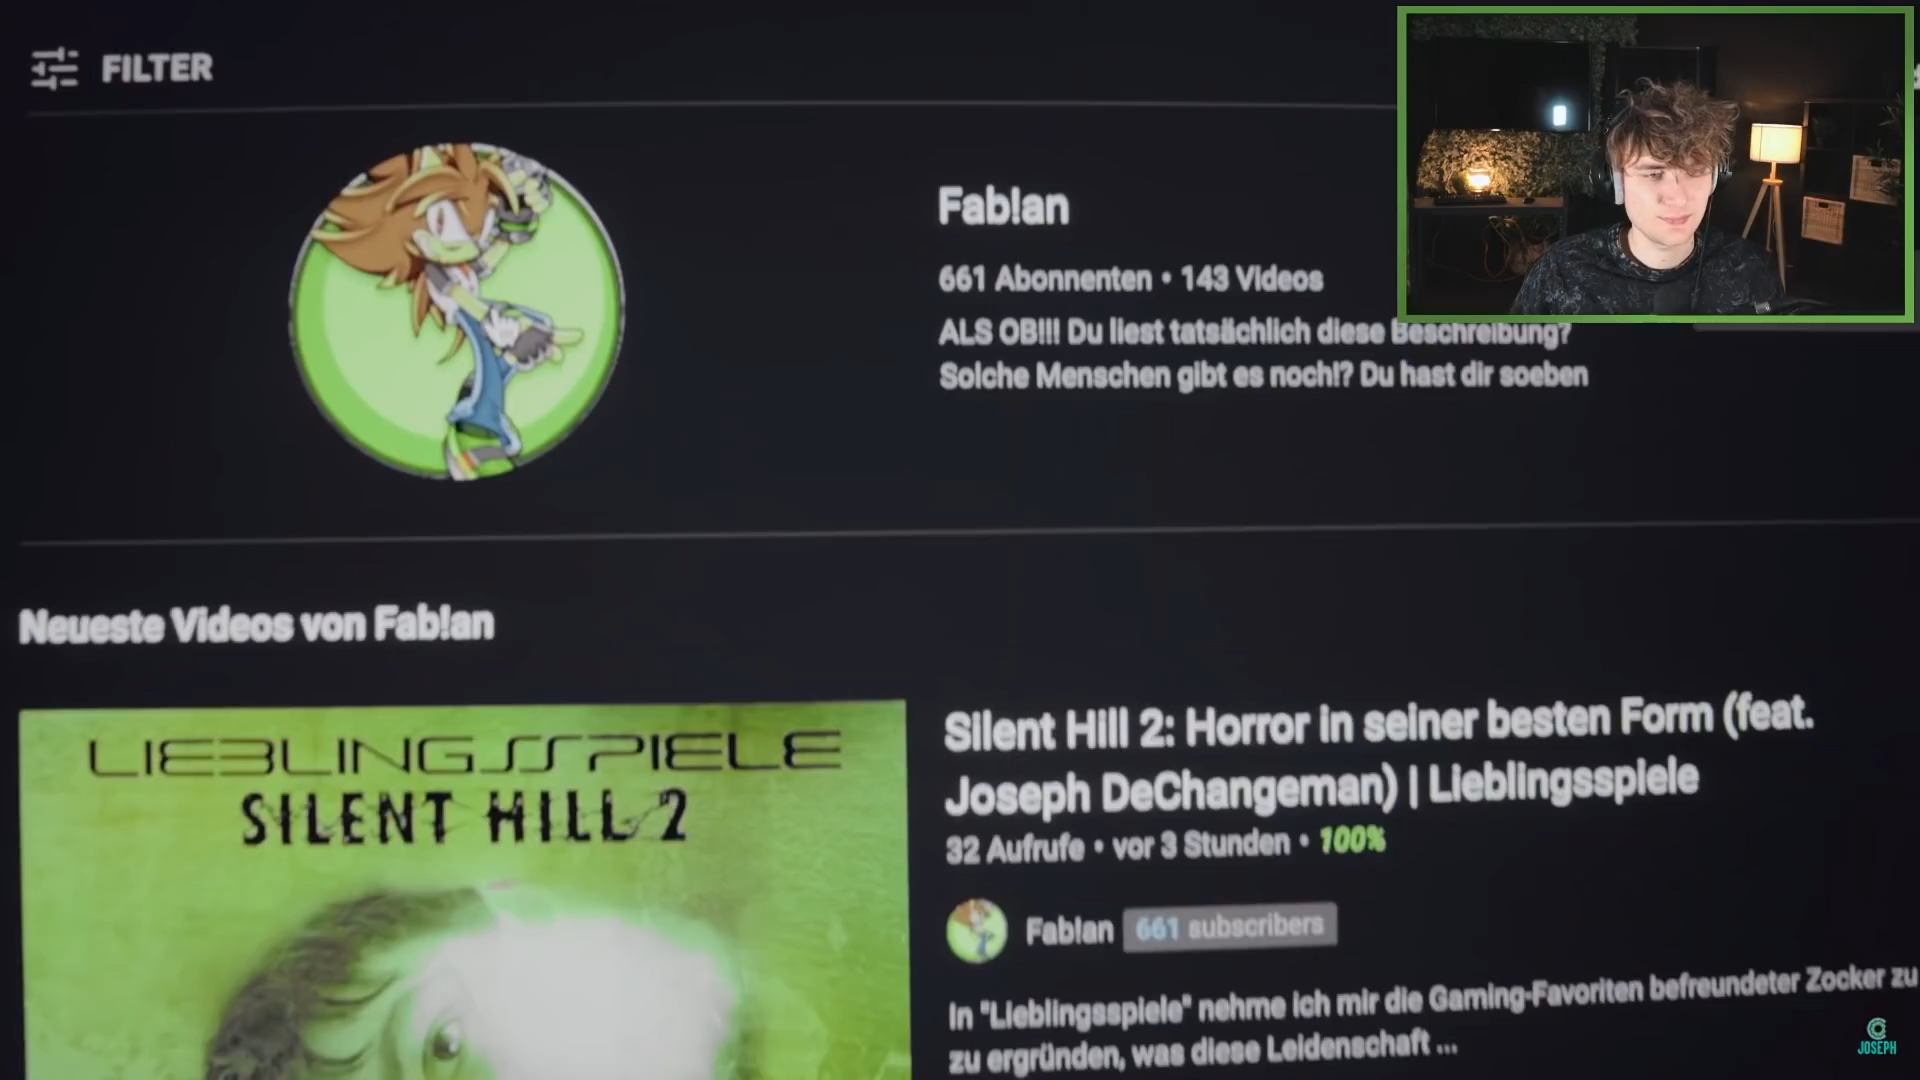 FILTER
Fab!an
661 Abonnenten • 143 Videos
ALS OB!!! Du liest tatsächlich diese Beschreibung?
Solche Menschen gibt es noch!? Du hast dir soeben
Neueste Videos von Fab!an
LIEBLINGSSPIELE
SILENT HILL 2
Silent Hill 2: Horror in seiner besten Form (feat.
Joseph DeChangeman) | Lieblingsspiele
32 Aufrufe • vor 3 Stunden • 100%
Fab!an 661 subscribers
In "Lieblingsspiele" nehme ich mir die Gaming-Favoriten befreundeter Zocker zu
zu ergründen, was diese Leidenschaft ...
JOSEPH